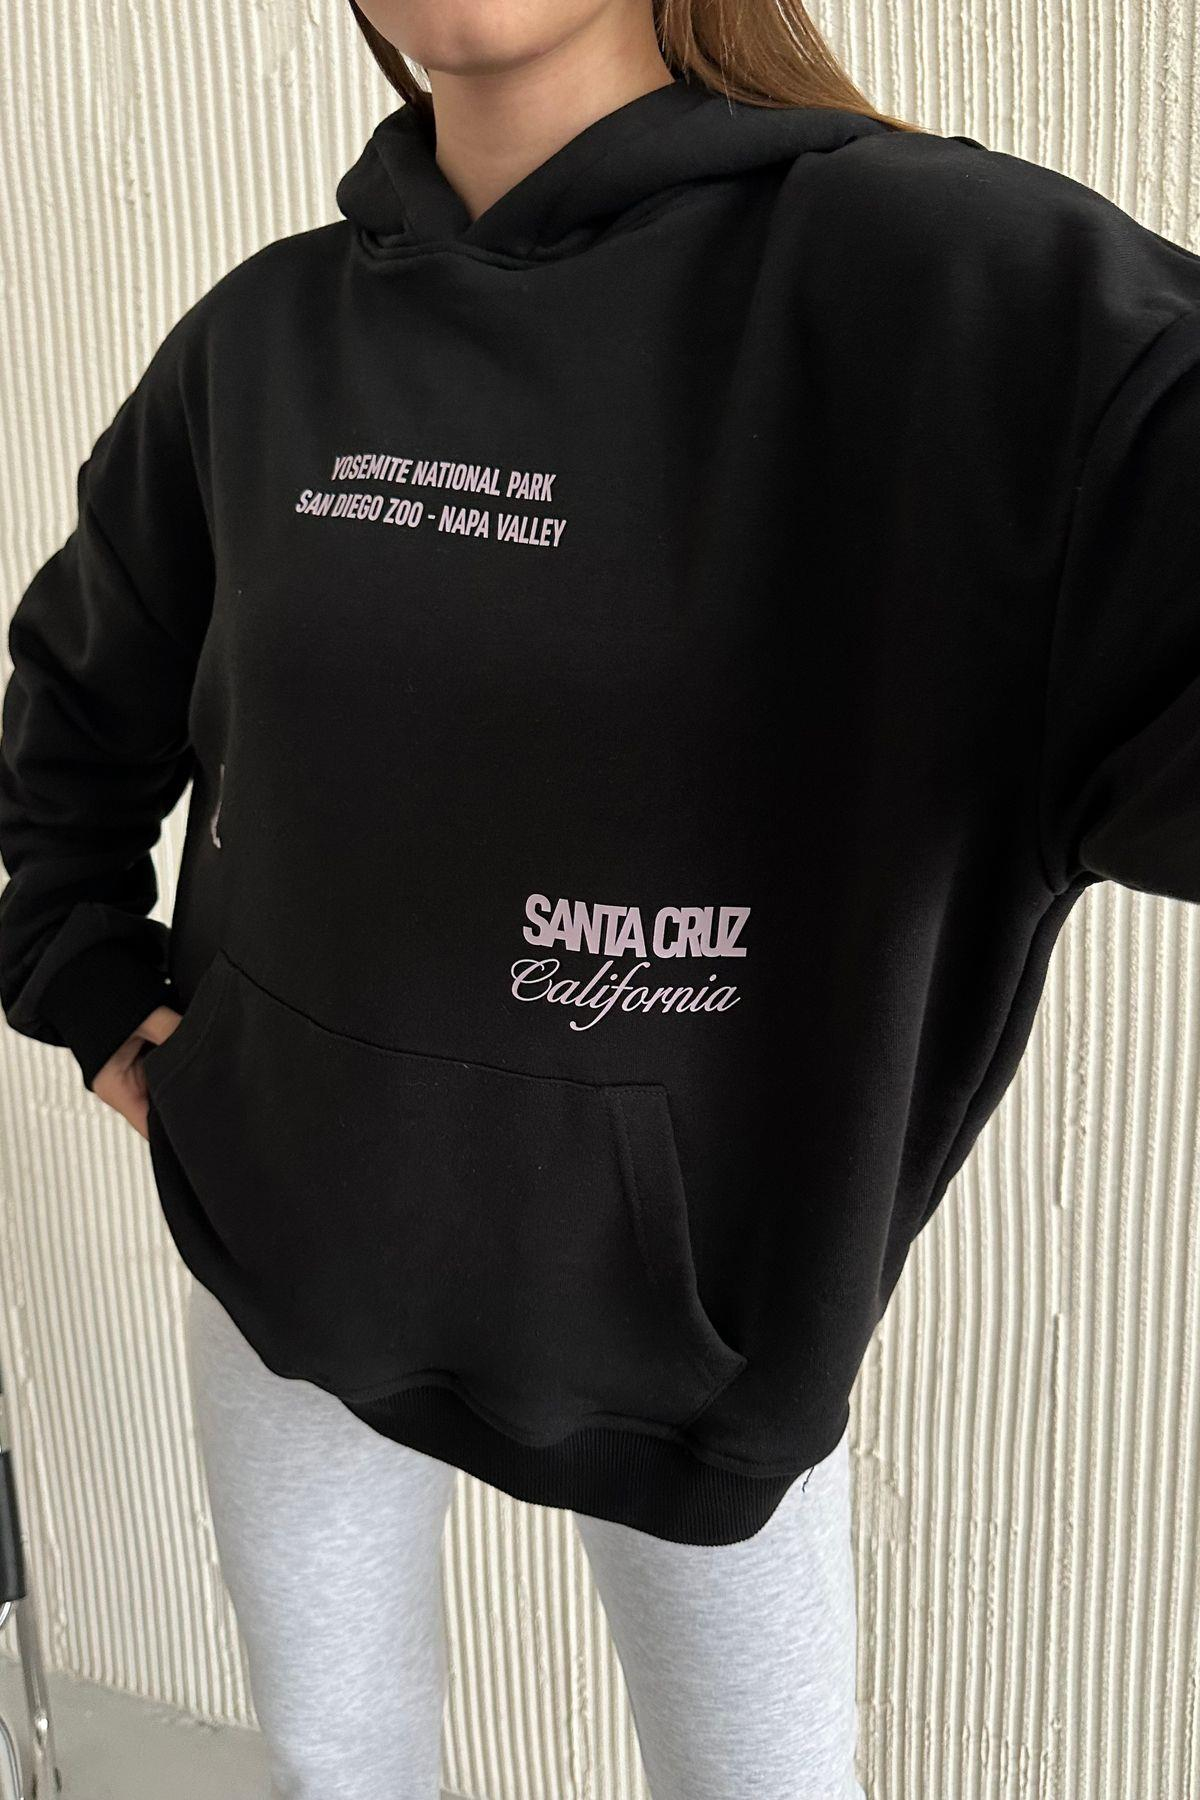 YOSEMITE NATIONAL PARK
SAN DIEGO ZOO - NAPA VALLEY
SANTA CRUZ
California